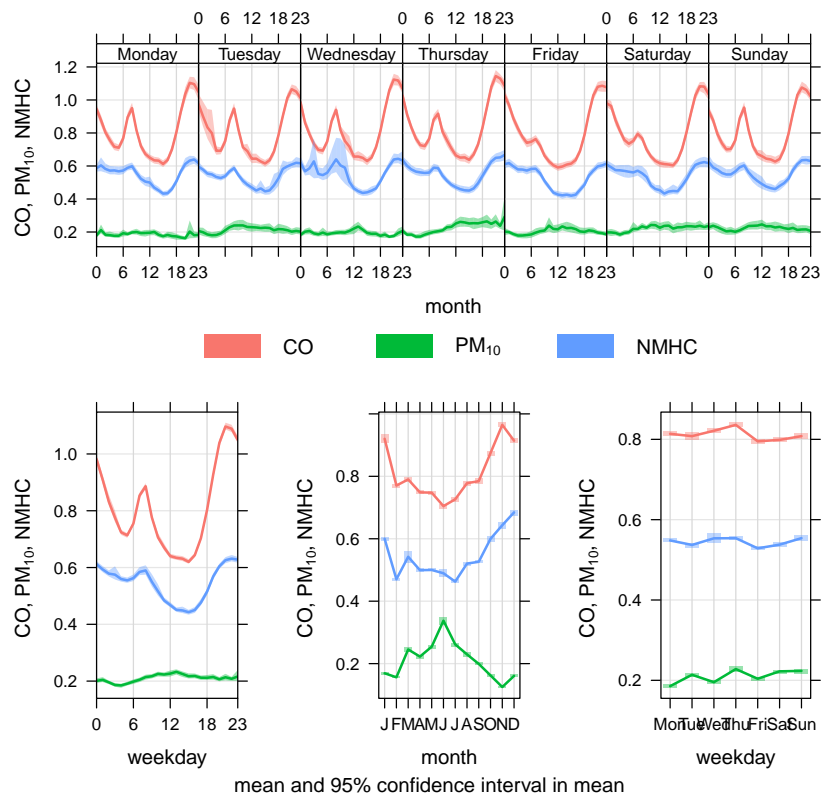 0 6 12 18 23 0 6 12 18 23 0 6 12 18 23
Monday Tuesday Wednesday Thursday Friday Saturday Sunday
CO, PM10, NMHC
1.2
1.0
0.8
0.6
0.4
0.2
0 6 12 18 23 0 6 12 18 23 0 6 12 18 23 0 6 12 18 23
month
CO PM10 NMHC
CO, PM10, NMHC
1.0
0.8
0.6
0.4
0.2
0 6 12 18 23
weekday
CO, PM10, NMHC
0.8
0.6
0.4
0.2
J F M A M J J A S O N D
month
CO, PM10, NMHC
0.8
0.6
0.4
0.2
Mon Tue Wed Thu Fri Sat Sun
weekday
mean and 95% confidence interval in mean